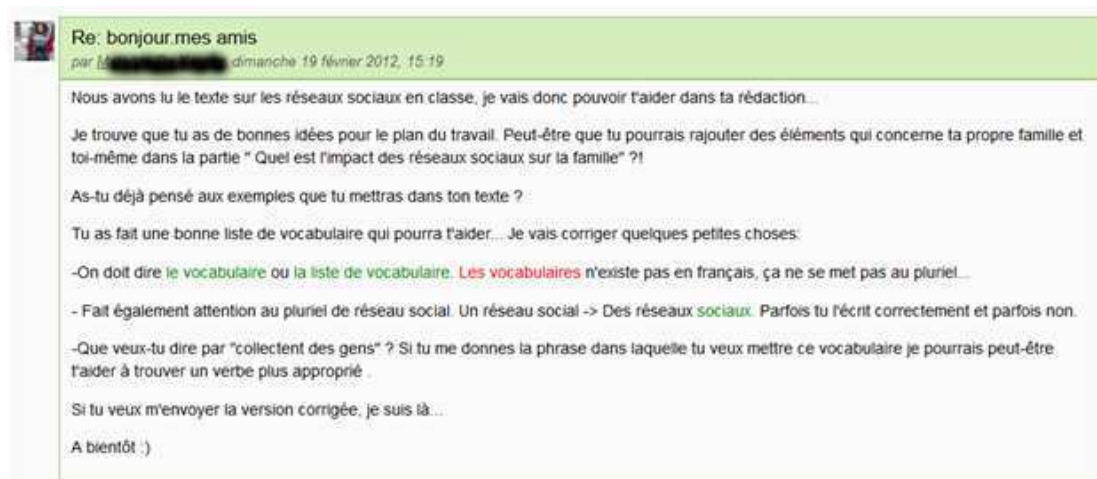 Re: bonjour.mes amis
par dimanche 19 février 2012, 15:19
Nous avons lu le texte sur les réseaux sociaux en classe, je vais donc pouvoir t'aider dans ta rédaction...
Je trouve que tu as de bonnes idées pour le plan du travail. Peut-être que tu pourrais rajouter des éléments qui concerne ta propre famille et
toi-même dans la partie " Quel est l'impact des réseaux sociaux sur la famille" ?!
As-tu déjà pensé aux exemples que tu mettras dans ton texte ?
Tu as fait une bonne liste de vocabulaire qui pourra t'aider... Je vais corriger quelques petites choses:
-On doit dire le vocabulaire ou la liste de vocabulaire. Les vocabulaires n'existe pas en français, ça ne se met pas au pluriel...
- Fait également attention au pluriel de réseau social. Un réseau social -> Des réseaux sociaux. Parfois tu l'écrit correctement et parfois non.
-Que veux-tu dire par "collectent des gens" ? Si tu me donnes la phrase dans laquelle tu veux mettre ce vocabulaire je pourrais peut-être
t'aider à trouver un verbe plus approprié .
Si tu veux m'envoyer la version corrigée, je suis là...
A bientôt :)